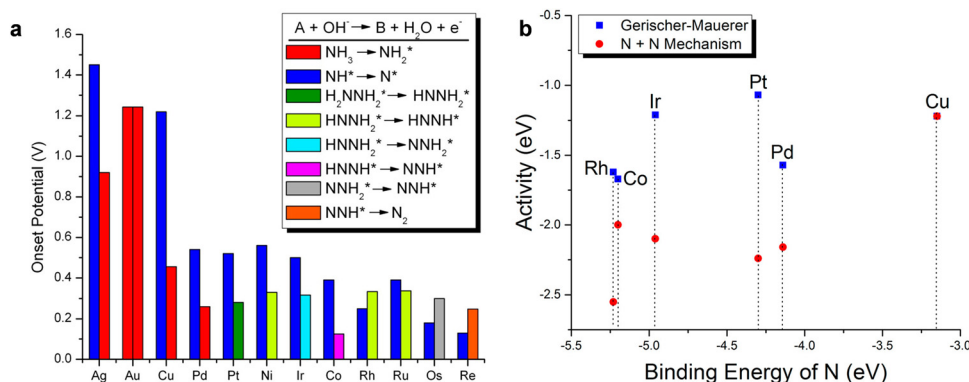 a
A + OH⁻ → B + H₂O + e⁻
NH₃ → NH₂*
NH* → N*
H₂NNH₂* → HNNH₂*
HNNH₂* → HNNH*
HNNH₂* → NNH₂*
HNNH* → NNH*
NNH₂* → NNH*
NNH* → N₂
Onset Potential (V)
1.6
1.4
1.2
1.0
0.8
0.6
0.4
0.2
0.0
Ag Au Cu Pd Pt Ni Ir Co Rh Ru Os Re
b
Gerischer-Mauerer
N + N Mechanism
Activity (eV)
-0.5
-1.0
-1.5
-2.0
-2.5
Rh
Co
Ir
Pt
Pd
Cu
-5.5 -5.0 -4.5 -4.0 -3.5 -3.0
Binding Energy of N (eV)